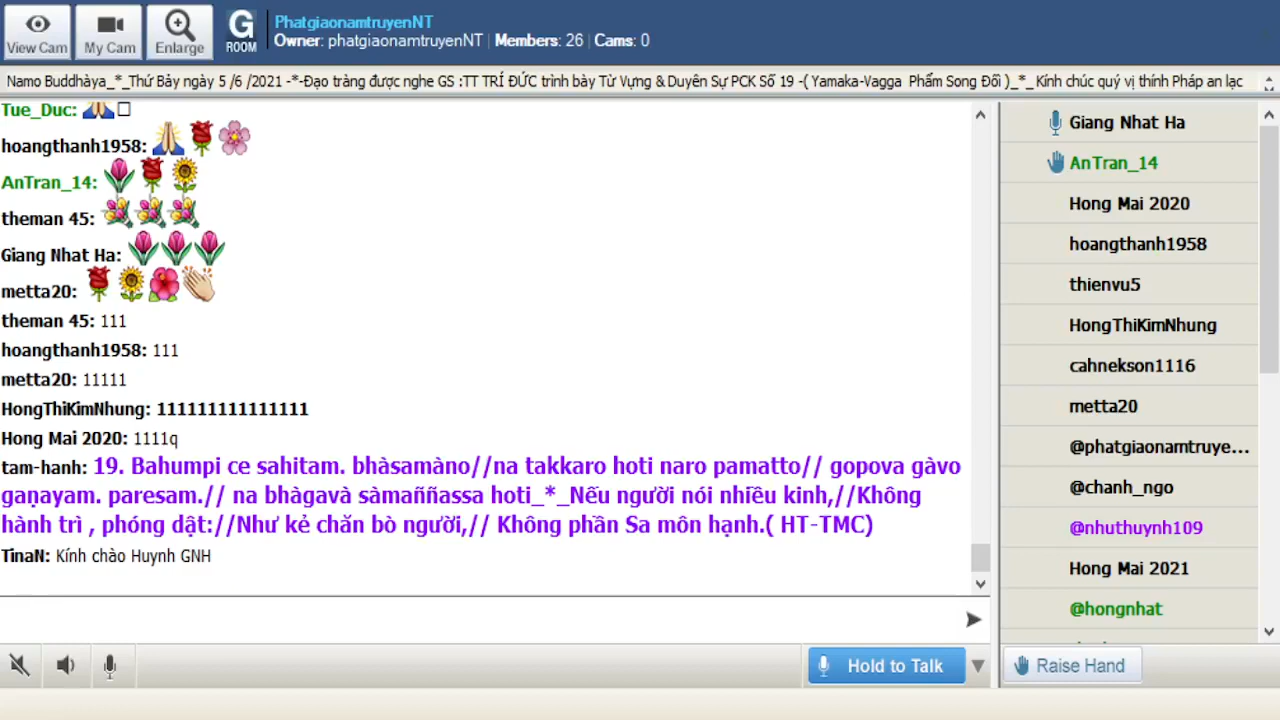 View Cam
My Cam
Enlarge
G
ROOM
PhatgiaonamtruyenNT
Owner: phatgiaonamtruyenNT | Members: 26 | Cams: 0
Namo Buddhàya_*_Thứ Bảy ngày 5 /6 /2021 -*-Đạo tràng được nghe GS :TT TRÍ ĐỨC trình bày Từ Vựng & Duyên Sự PCK Số 19 -( Yamaka-Vagga Phẩm Song Đối )_*_ Kính chúc quý vị thính Pháp an lạc
Tue_Duc: 🙏
hoangthanh1958: 🙏🌹🌸
AnTran_14: 🌷🌹🌻
theman 45: 💐💐💐
Giang Nhat Ha: 🌷🌷🌷
metta20: 🌹🌻🌺👏
theman 45: 111
hoangthanh1958: 111
metta20: 11111
HongThiKimNhung: 111111111111111
Hong Mai 2020: 1111q
tam-hanh: 19. Bahumpi ce sahitam. bhàsamàno//na takkaro hoti naro pamatto// gopova gàvo
gaṇayam. paresam.// na bhàgavà sàmaññassa hoti_*_Nếu người nói nhiều kinh,//Không
hành trì , phóng dật://Như kẻ chăn bò người,// Không phần Sa môn hạnh.( HT-TMC)
TinaN: Kính chào Huynh GNH
Giang Nhat Ha
AnTran_14
Hong Mai 2020
hoangthanh1958
thienvu5
HongThiKimNhung
cahnekson1116
metta20
@phatgiaonamtruye...
@chanh_ngo
@nhuthuynh109
Hong Mai 2021
@hongnhat
Hold to Talk
Raise Hand